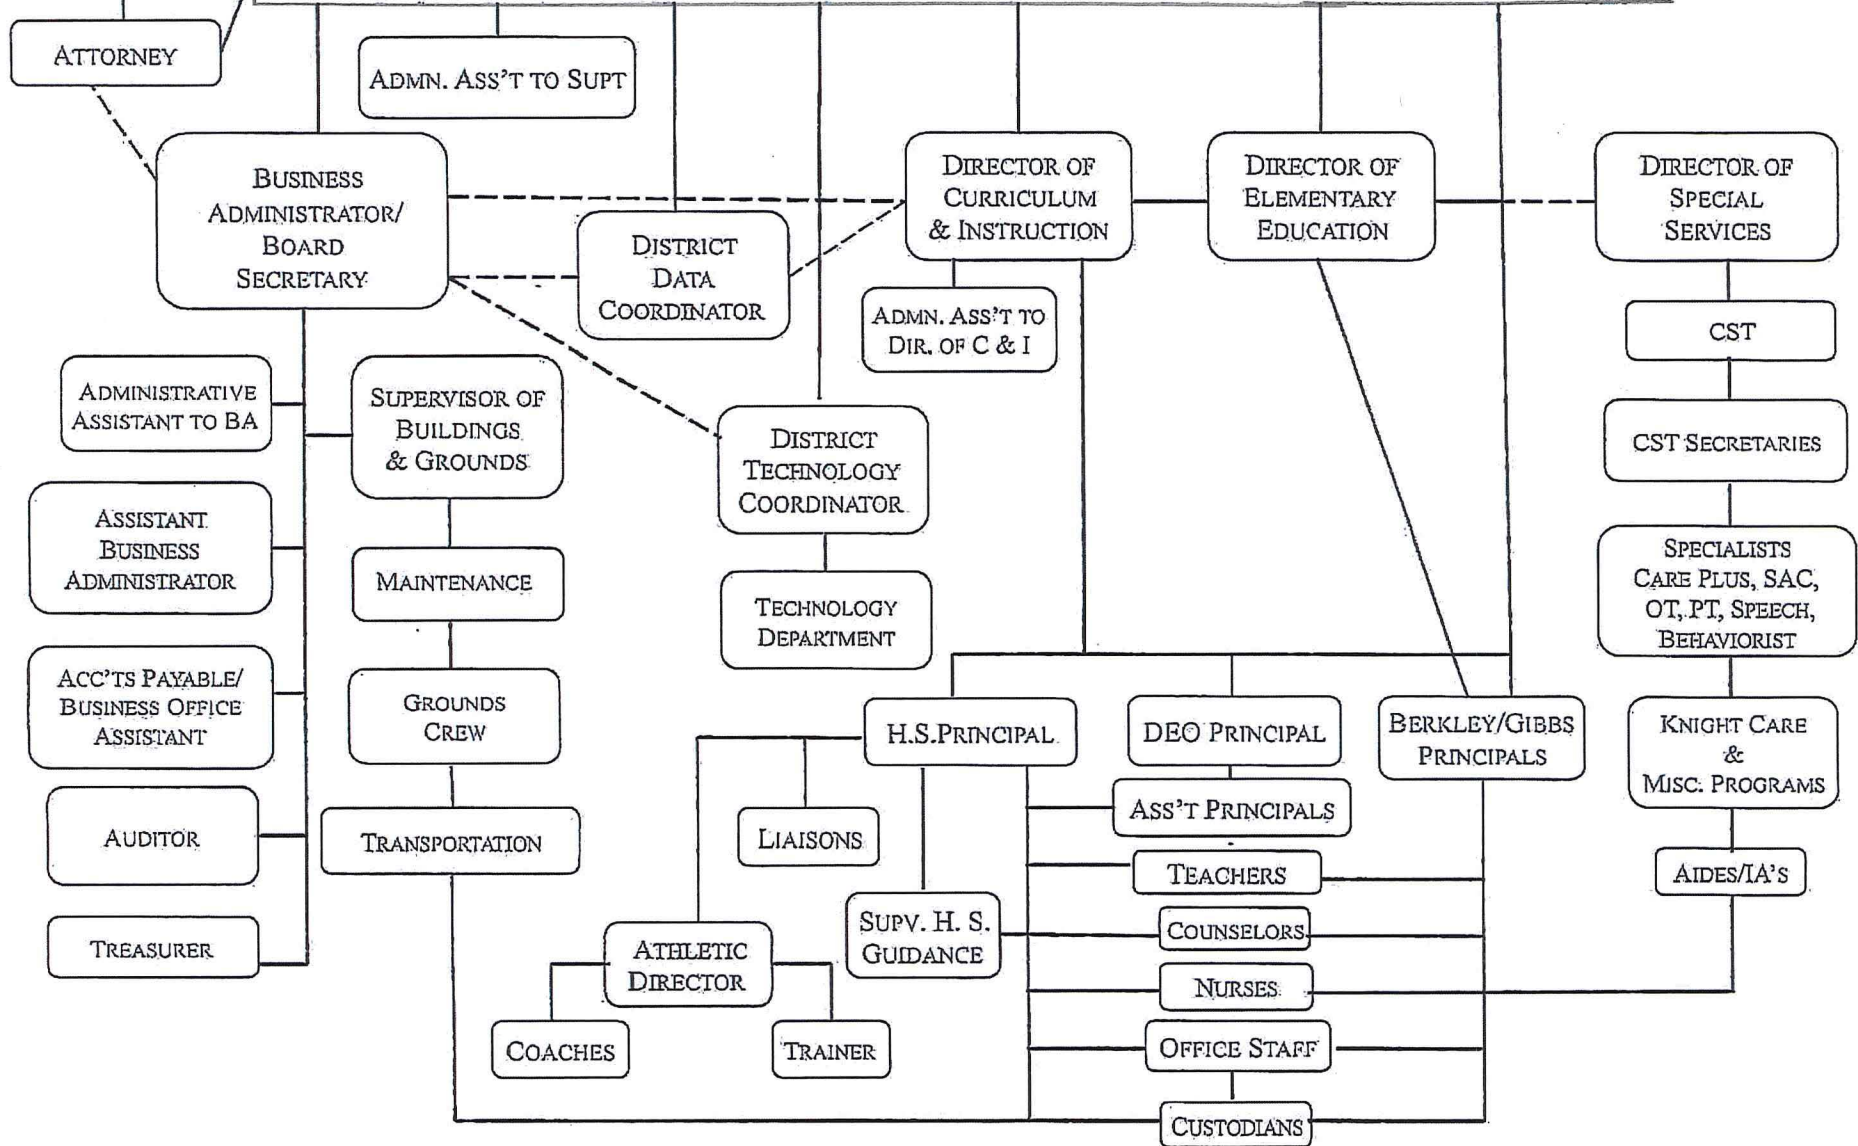 ATTORNEY
ADMN. ASS'T TO SUPT
BUSINESS
ADMINISTRATOR/
BOARD
SECRETARY
DISTRICT
DATA
COORDINATOR
DIRECTOR OF
CURRICULUM
& INSTRUCTION
DIRECTOR OF
ELEMENTARY
EDUCATION
DIRECTOR OF
SPECIAL
SERVICES
ADMN. ASS'T TO
DIR. OF C & I
CST
ADMINISTRATIVE
ASSISTANT TO BA
SUPERVISOR OF
BUILDINGS
& GROUNDS
DISTRICT
TECHNOLOGY
COORDINATOR
CST SECRETARIES
ASSISTANT
BUSINESS
ADMINISTRATOR
MAINTENANCE
TECHNOLOGY
DEPARTMENT
SPECIALISTS
CARE PLUS, SAC,
OT, PT, SPEECH,
BEHAVIORIST
ACC'TS PAYABLE/
BUSINESS OFFICE
ASSISTANT
GROUNDS
CREW
H.S.PRINCIPAL
DEO PRINCIPAL
BERKLEY/GIBBS
PRINCIPALS
KNIGHT CARE
&
MISC. PROGRAMS
AUDITOR
TRANSPORTATION
LIAISONS
ASS'T PRINCIPALS
TEACHERS
AIDES/IA'S
TREASURER
ATHLETIC
DIRECTOR
SUPV. H. S.
GUIDANCE
COUNSELORS
NURSES
COACHES
TRAINER
OFFICE STAFF
CUSTODIANS